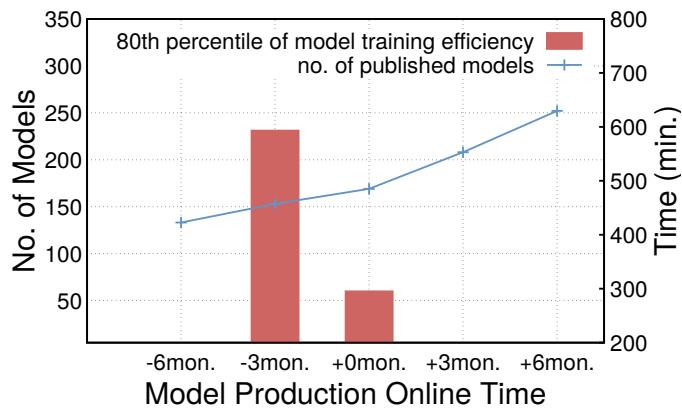 80th percentile of model training efficiency
no. of published models
No. of Models
350
300
250
200
150
100
50
800
700
600
500
400
300
200
Time (min.)
-6mon. -3mon. +0mon. +3mon. +6mon.
Model Production Online Time